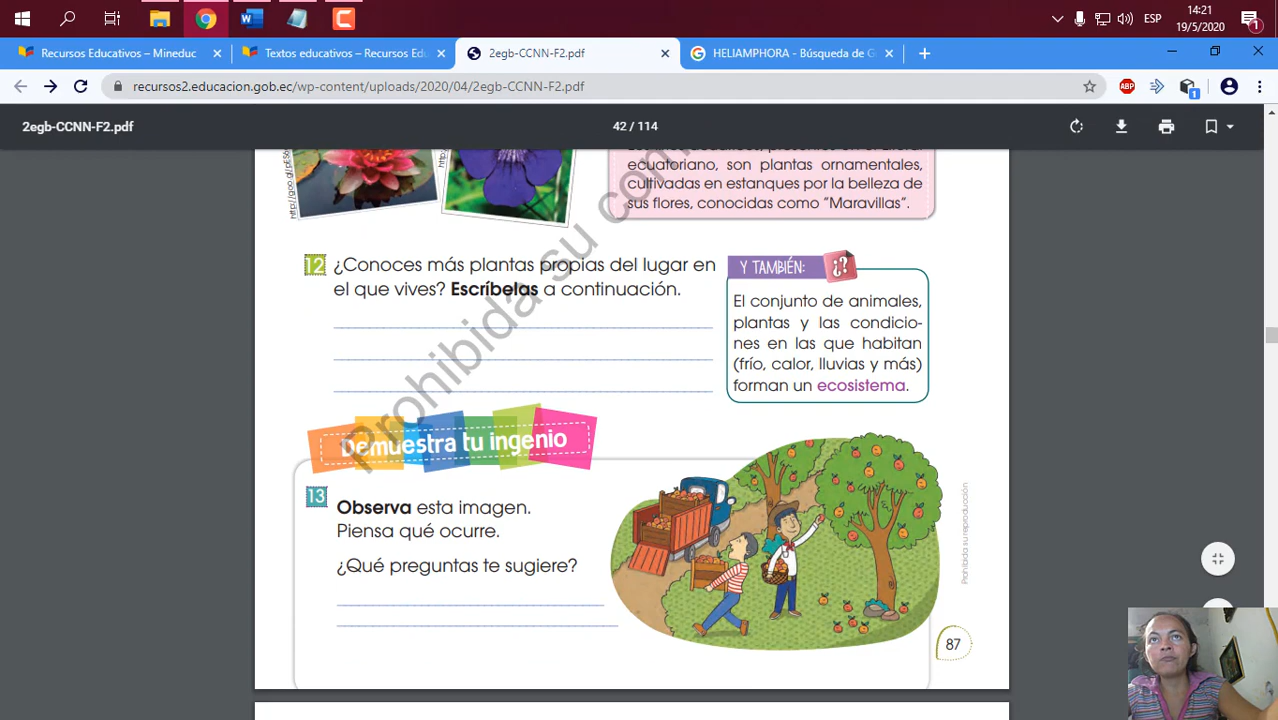 14:21
ESP
19/5/2020
1
Recursos Educativos – Mineduc
Textos educativos – Recursos Edu
2egb-CCNN-F2.pdf
HELIAMPHORA - Búsqueda de G
recursos2.educacion.gob.ec/wp-content/uploads/2020/04/2egb-CCNN-F2.pdf
ABP
1
2egb-CCNN-F2.pdf
42 / 114
ecuatoriano, son plantas ornamentales,
cultivadas en estanques por la belleza de
sus flores, conocidas como “Maravillas”.
12 ¿Conoces más plantas propias del lugar en
el que vives? Escríbelas a continuación.
Y TAMBIÉN: ¿?
El conjunto de animales,
plantas y las condicio-
nes en las que habitan
(frío, calor, lluvias y más)
forman un ecosistema.
Prohibida su
Demuestra tu ingenio
13 Observa esta imagen.
Piensa qué ocurre.
¿Qué preguntas te sugiere?
Prohibida su reproducción
87